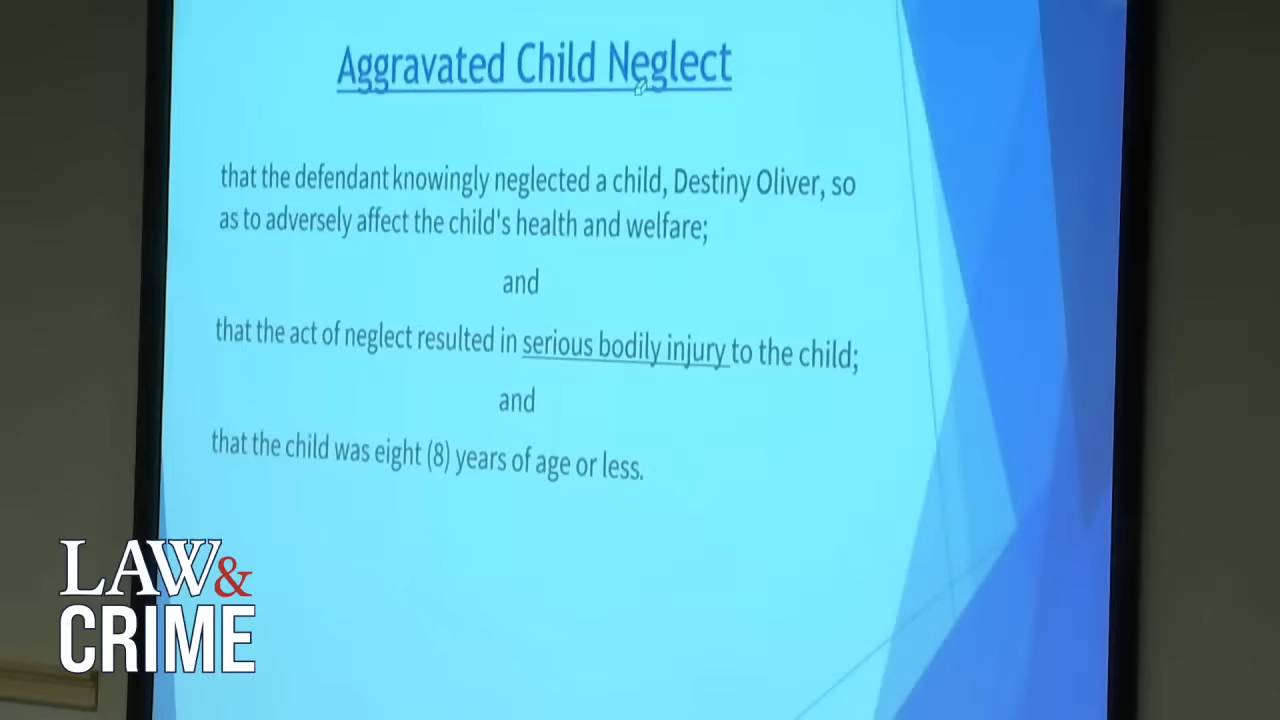 Aggravated Child Neglect
that the defendant knowingly neglected a child, Destiny Oliver, so
as to adversely affect the child's health and welfare;
and
that the act of neglect resulted in serious bodily injury to the child;
and
that the child was eight (8) years of age or less.
LAW&
CRIME